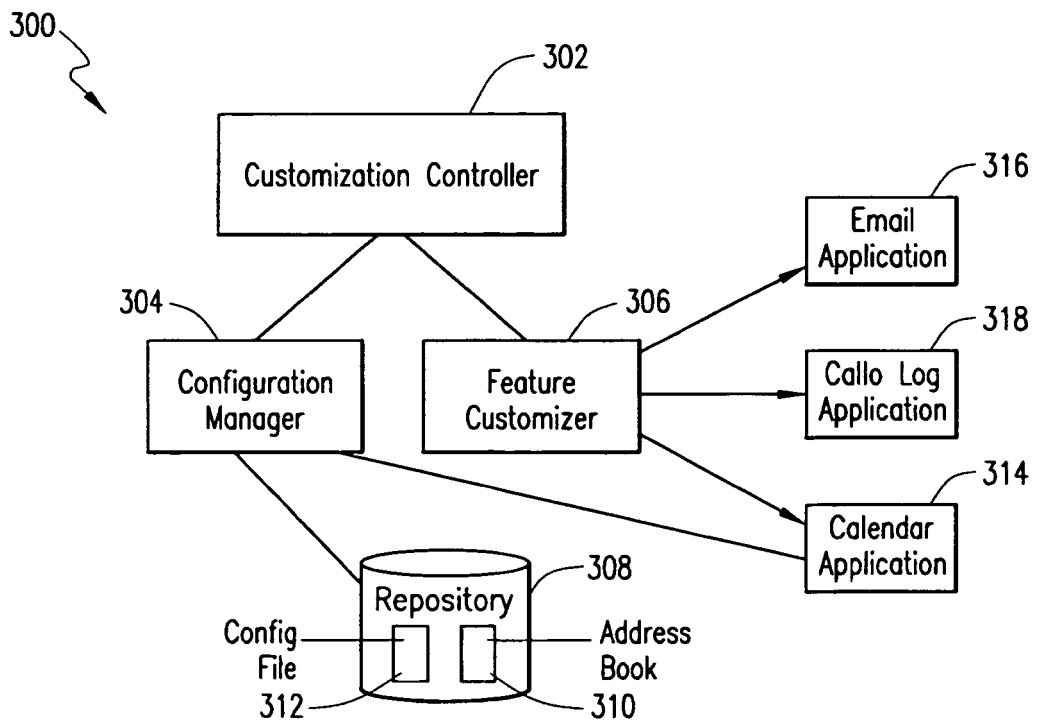 300
302
Customization Controller
316
Email
Application
304
306
318
Configuration
Manager
Feature
Customizer
Callo Log
Application
314
Calendar
Application
308
Repository
Config
File
Address
Book
312
310